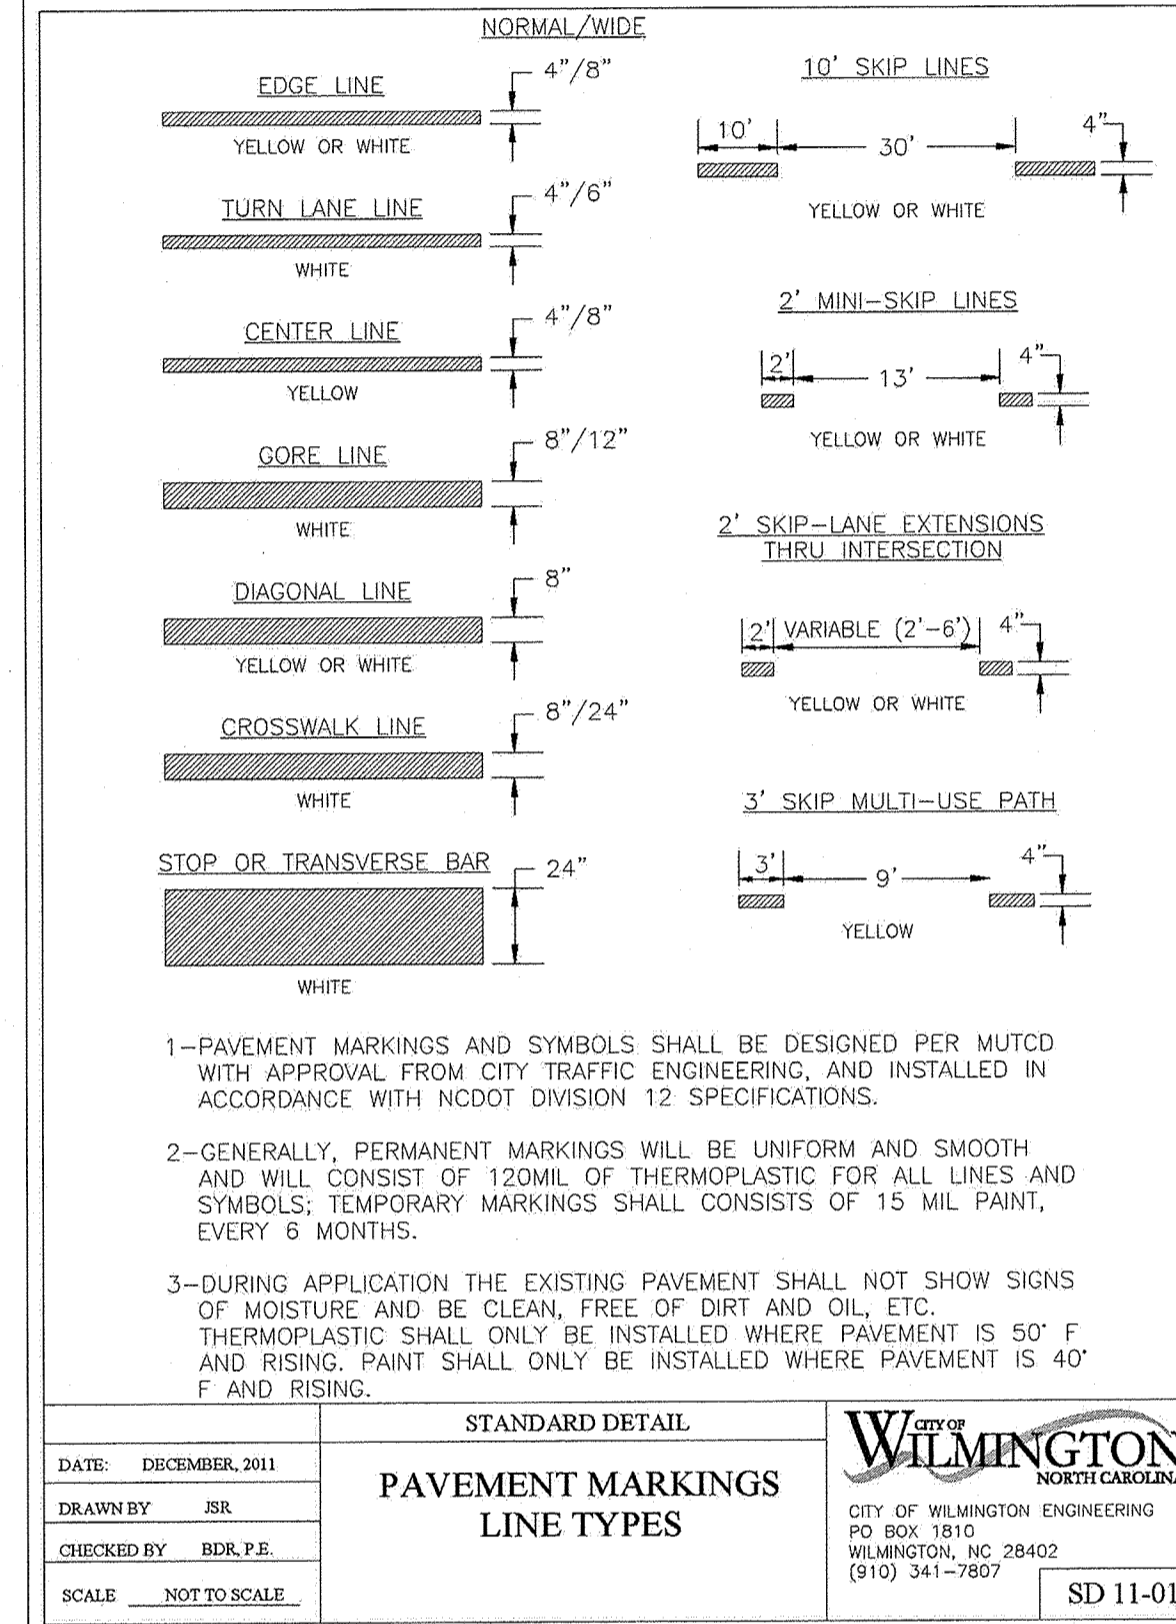 NORMAL/WIDE
EDGE LINE
4"/8"
YELLOW OR WHITE
TURN LANE LINE
4"/6"
WHITE
CENTER LINE
4"/8"
YELLOW
GORE LINE
8"/12"
WHITE
DIAGONAL LINE
8"
YELLOW OR WHITE
CROSSWALK LINE
8"/24"
WHITE
STOP OR TRANSVERSE BAR
24"
WHITE
10' SKIP LINES
10'
30'
4"
YELLOW OR WHITE
2' MINI-SKIP LINES
2'
13'
4"
YELLOW OR WHITE
2' SKIP-LANE EXTENSIONS
THRU INTERSECTION
2'
VARIABLE (2'-6')
4"
YELLOW OR WHITE
3' SKIP MULTI-USE PATH
3'
9'
4"
YELLOW
1-PAVEMENT MARKINGS AND SYMBOLS SHALL BE DESIGNED PER MUTCD
WITH APPROVAL FROM CITY TRAFFIC ENGINEERING, AND INSTALLED IN
ACCORDANCE WITH NCDOT DIVISION 12 SPECIFICATIONS.
2-GENERALLY, PERMANENT MARKINGS WILL BE UNIFORM AND SMOOTH
AND WILL CONSIST OF 120MIL OF THERMOPLASTIC FOR ALL LINES AND
SYMBOLS; TEMPORARY MARKINGS SHALL CONSISTS OF 15 MIL PAINT,
EVERY 6 MONTHS.
3-DURING APPLICATION THE EXISTING PAVEMENT SHALL NOT SHOW SIGNS
OF MOISTURE AND BE CLEAN, FREE OF DIRT AND OIL, ETC.
THERMOPLASTIC SHALL ONLY BE INSTALLED WHERE PAVEMENT IS 50° F
AND RISING. PAINT SHALL ONLY BE INSTALLED WHERE PAVEMENT IS 40°
F AND RISING.
DATE: DECEMBER, 2011
DRAWN BY JSR
CHECKED BY BDR, P.E.
SCALE NOT TO SCALE
STANDARD DETAIL
PAVEMENT MARKINGS
LINE TYPES
CITY OF
WILMINGTON
NORTH CAROLINA
CITY OF WILMINGTON ENGINEERING
PO BOX 1810
WILMINGTON, NC 28402
(910) 341-7807
SD 11-01